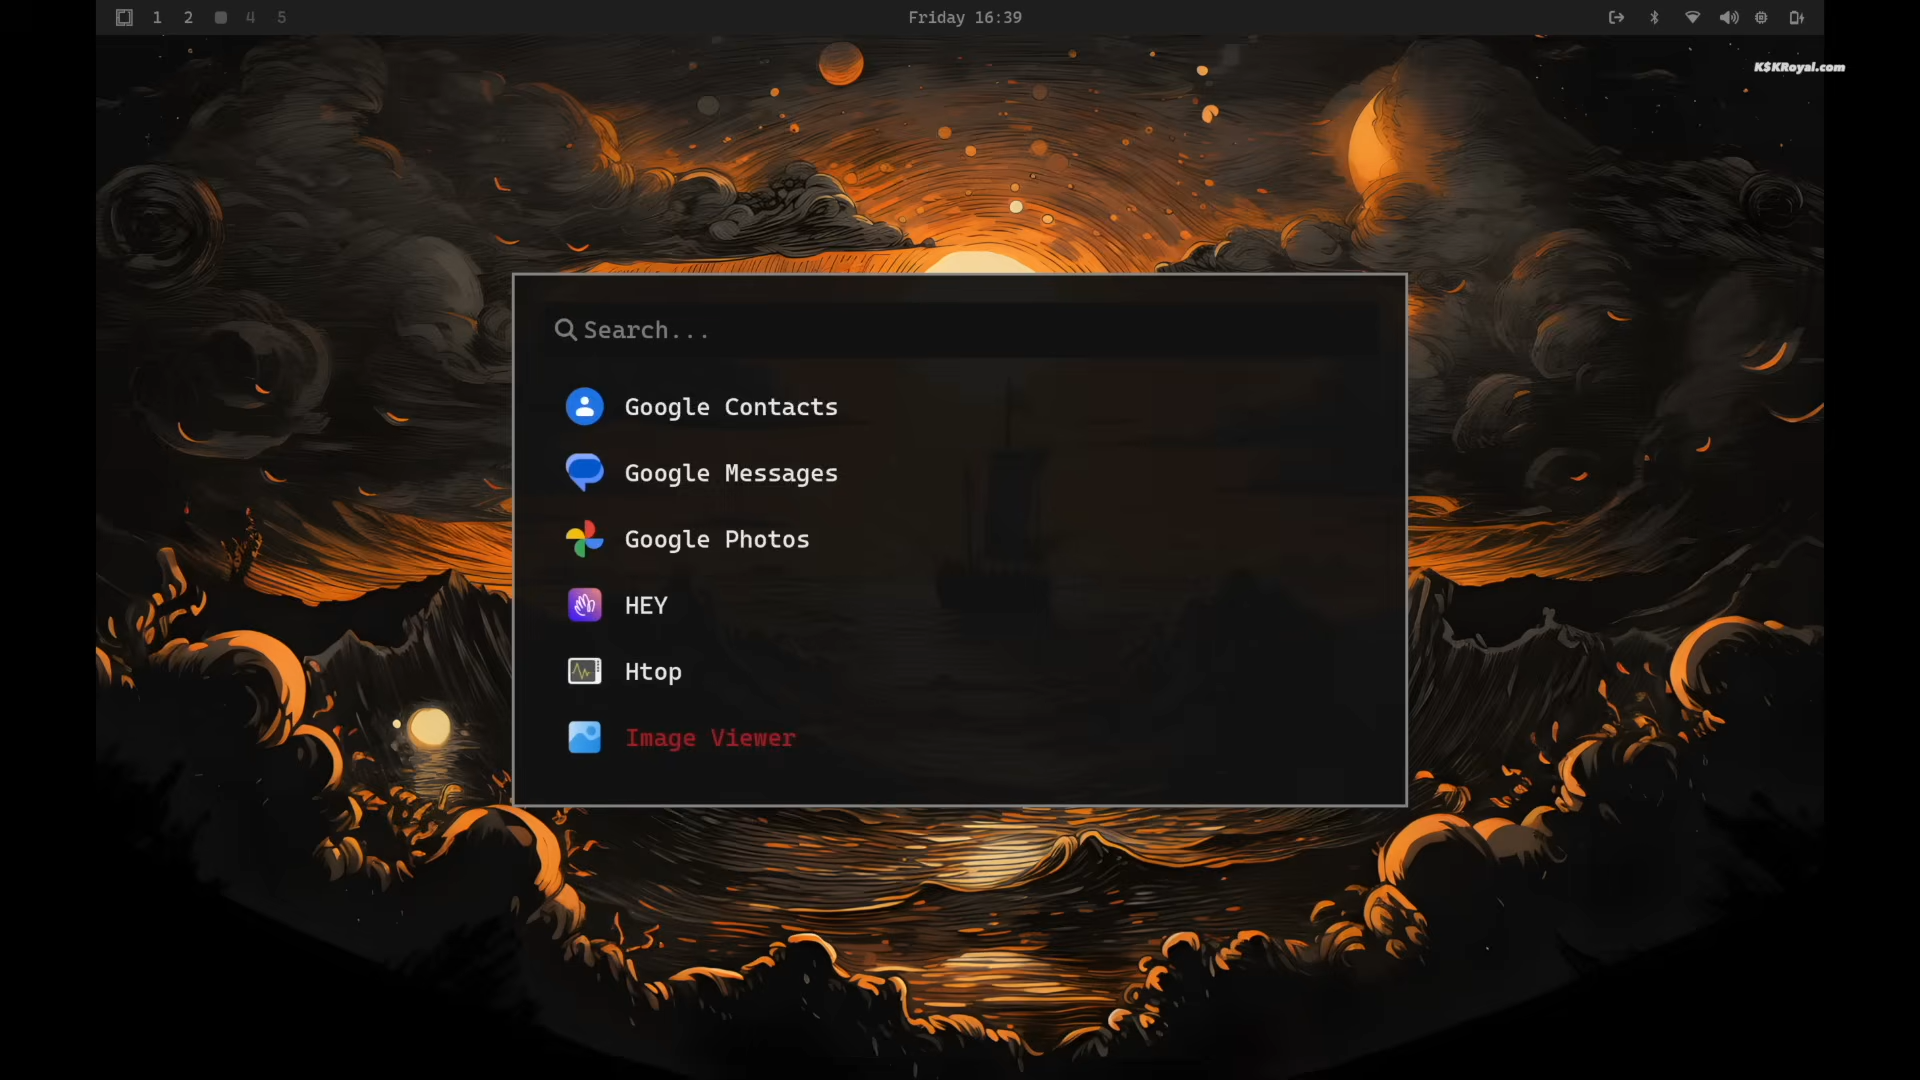 1 2 4 5
Friday 16:39
K$KRoyal.com
Search...
Google Contacts
Google Messages
Google Photos
HEY
Htop
Image Viewer